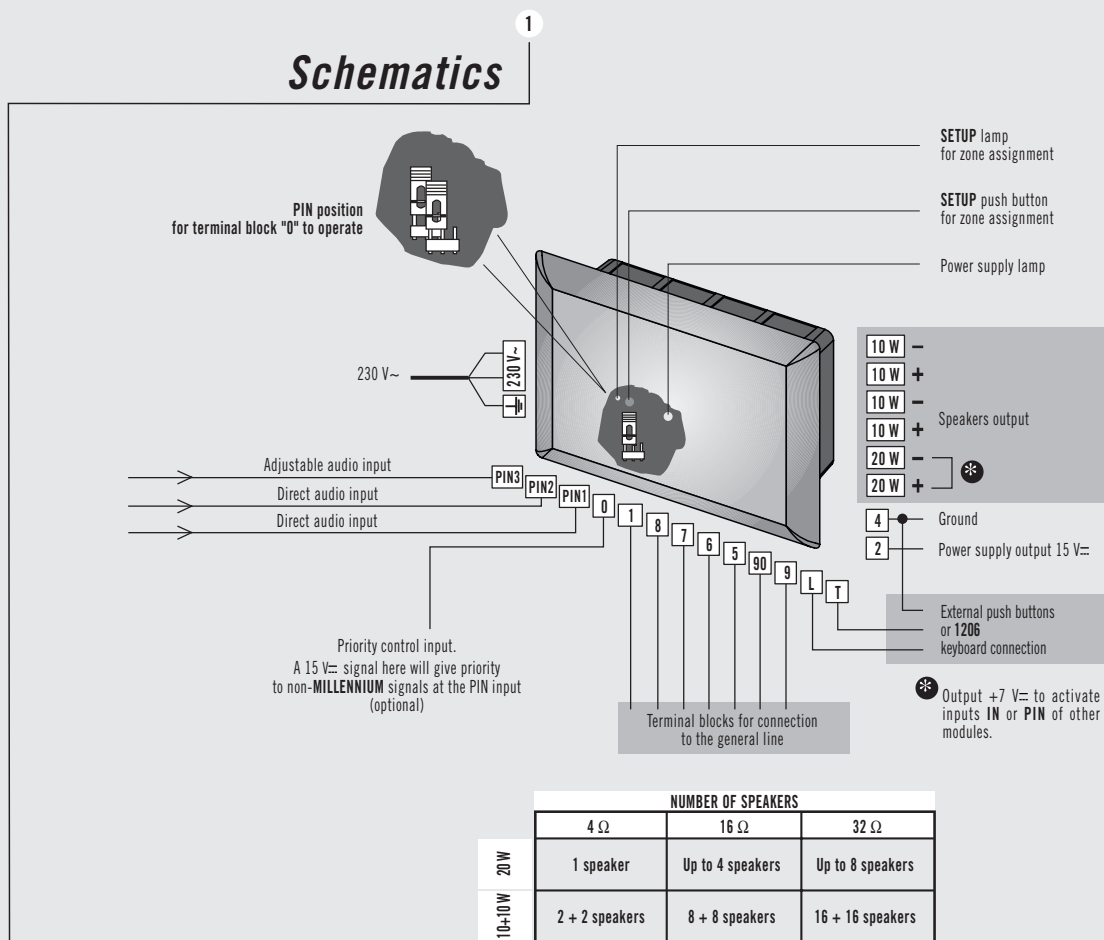 1
Schematics
SETUP lamp
for zone assignment
SETUP push button
for zone assignment
Power supply lamp
PIN position
for terminal block "0" to operate
230 V~
230 V~
10 W −
10 W +
10 W −
10 W +
20 W −
20 W +
Speakers output
*
4
Ground
2
Power supply output 15 V⎓
External push buttons
or 1206
keyboard connection
* Output +7 V⎓ to activate
inputs IN or PIN of other
modules.
Adjustable audio input
Direct audio input
Direct audio input
PIN3
PIN2
PIN1
0
1
8
7
6
5
90
9
L
T
Priority control input.
A 15 V⎓ signal here will give priority
to non-MILLENNIUM signals at the PIN input
(optional)
Terminal blocks for connection
to the general line
NUMBER OF SPEAKERS
4 Ω 16 Ω 32 Ω
20 W 1 speaker Up to 4 speakers Up to 8 speakers
10+10 W 2 + 2 speakers 8 + 8 speakers 16 + 16 speakers